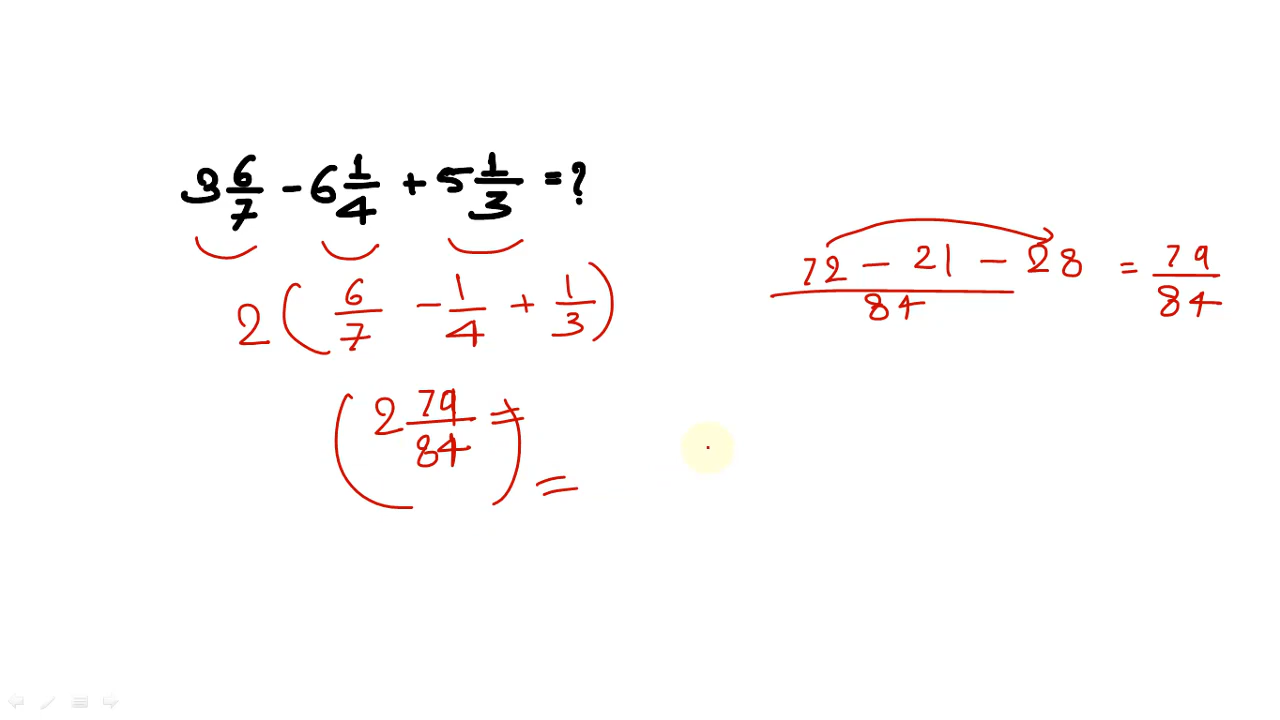 3 6/7 - 6 1/4 + 5 1/3 = ?
2 ( 6/7 - 1/4 + 1/3 )
( 2 79/84 = ) =
72 - 21 - 28 / 84 = 79/84